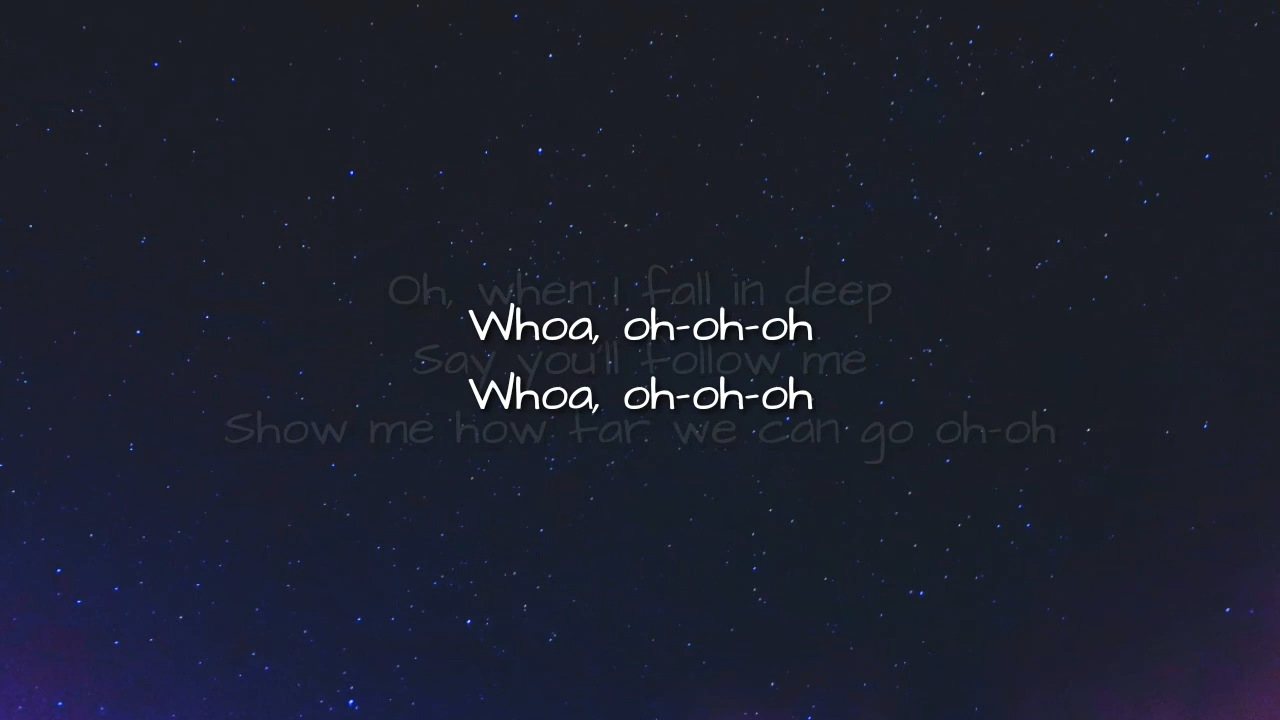 Oh, when I fall in deep
Whoa, oh-oh-oh
Say you'll follow me
Whoa, oh-oh-oh
Show me how far we can go oh-oh